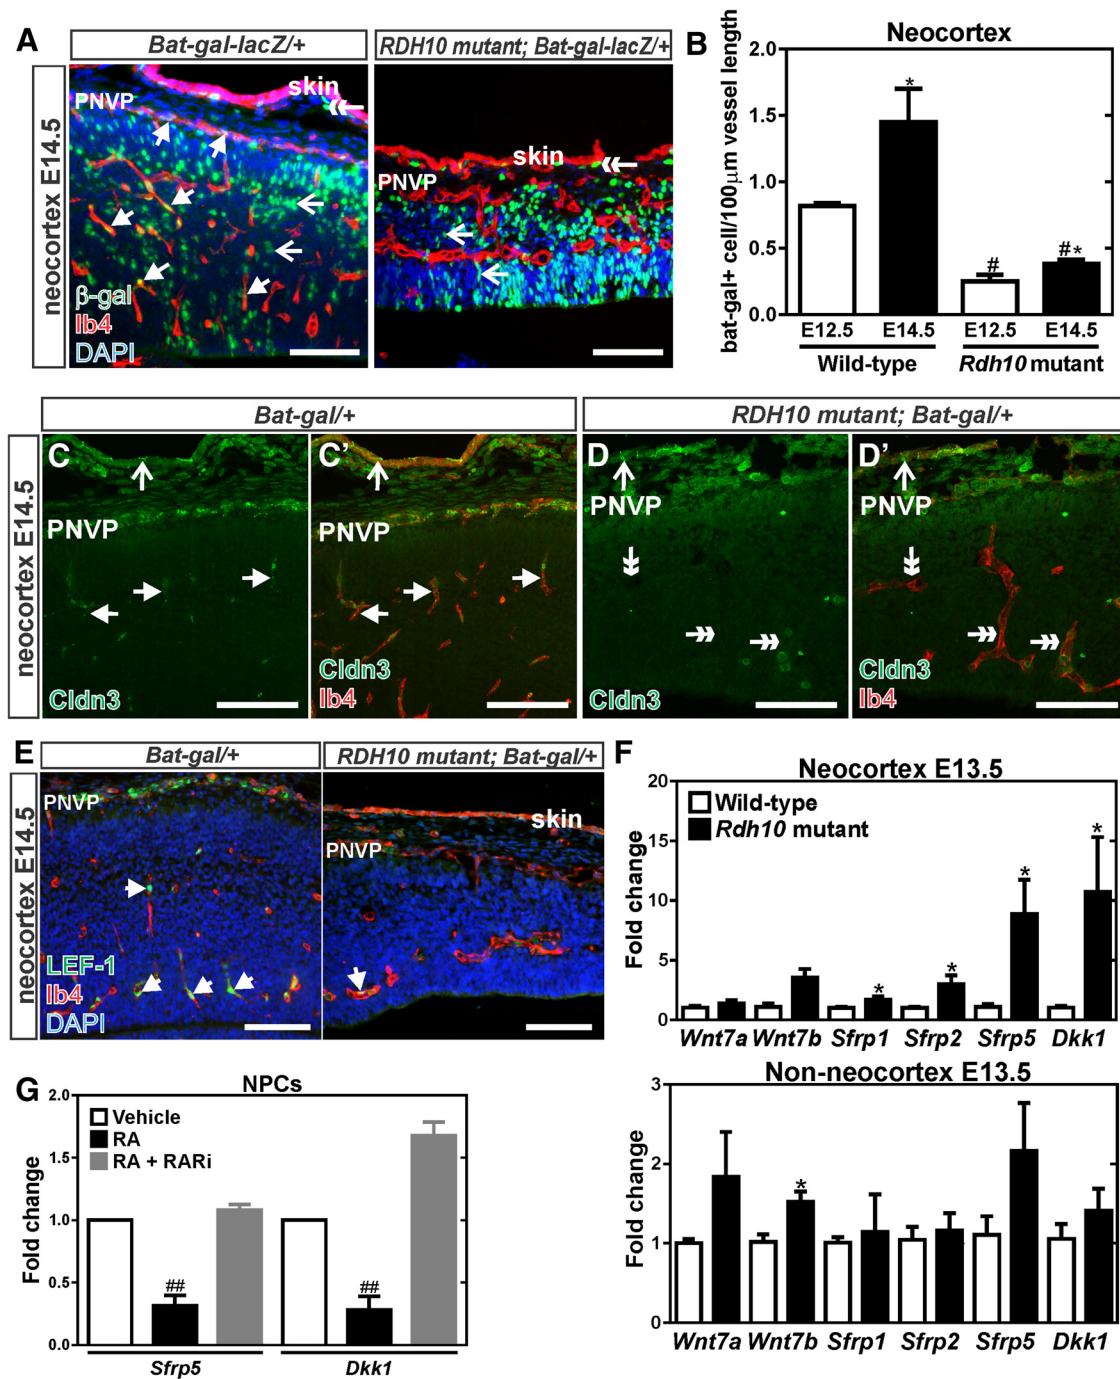 A
Bat-gal-lacZ/+
RDH10 mutant; Bat-gal-lacZ/+
neocortex E14.5
PNVP
skin
β-gal
Ib4
DAPI
skin
PNVP
B
Neocortex
bat-gal+ cell/100μm vessel length
2.0
1.5
1.0
0.5
0.0
*
#
#*
E12.5 E14.5 E12.5 E14.5
Wild-type Rdh10 mutant
Bat-gal/+
RDH10 mutant; Bat-gal/+
neocortex E14.5
C
PNVP
Cldn3
C'
Cldn3
Ib4
D
PNVP
Cldn3
D'
PNVP
Cldn3
Ib4
E
Bat-gal/+
RDH10 mutant; Bat-gal/+
neocortex E14.5
PNVP
LEF-1
Ib4
DAPI
skin
PNVP
F
Neocortex E13.5
Wild-type
Rdh10 mutant
Fold change
20
15
10
5
0
* * * *
Wnt7a Wnt7b Sfrp1 Sfrp2 Sfrp5 Dkk1
Non-neocortex E13.5
Fold change
3
2
1
0
*
Wnt7a Wnt7b Sfrp1 Sfrp2 Sfrp5 Dkk1
G
NPCs
Vehicle
RA
RA + RARi
Fold change
2.0
1.5
1.0
0.5
0.0
## ##
Sfrp5 Dkk1